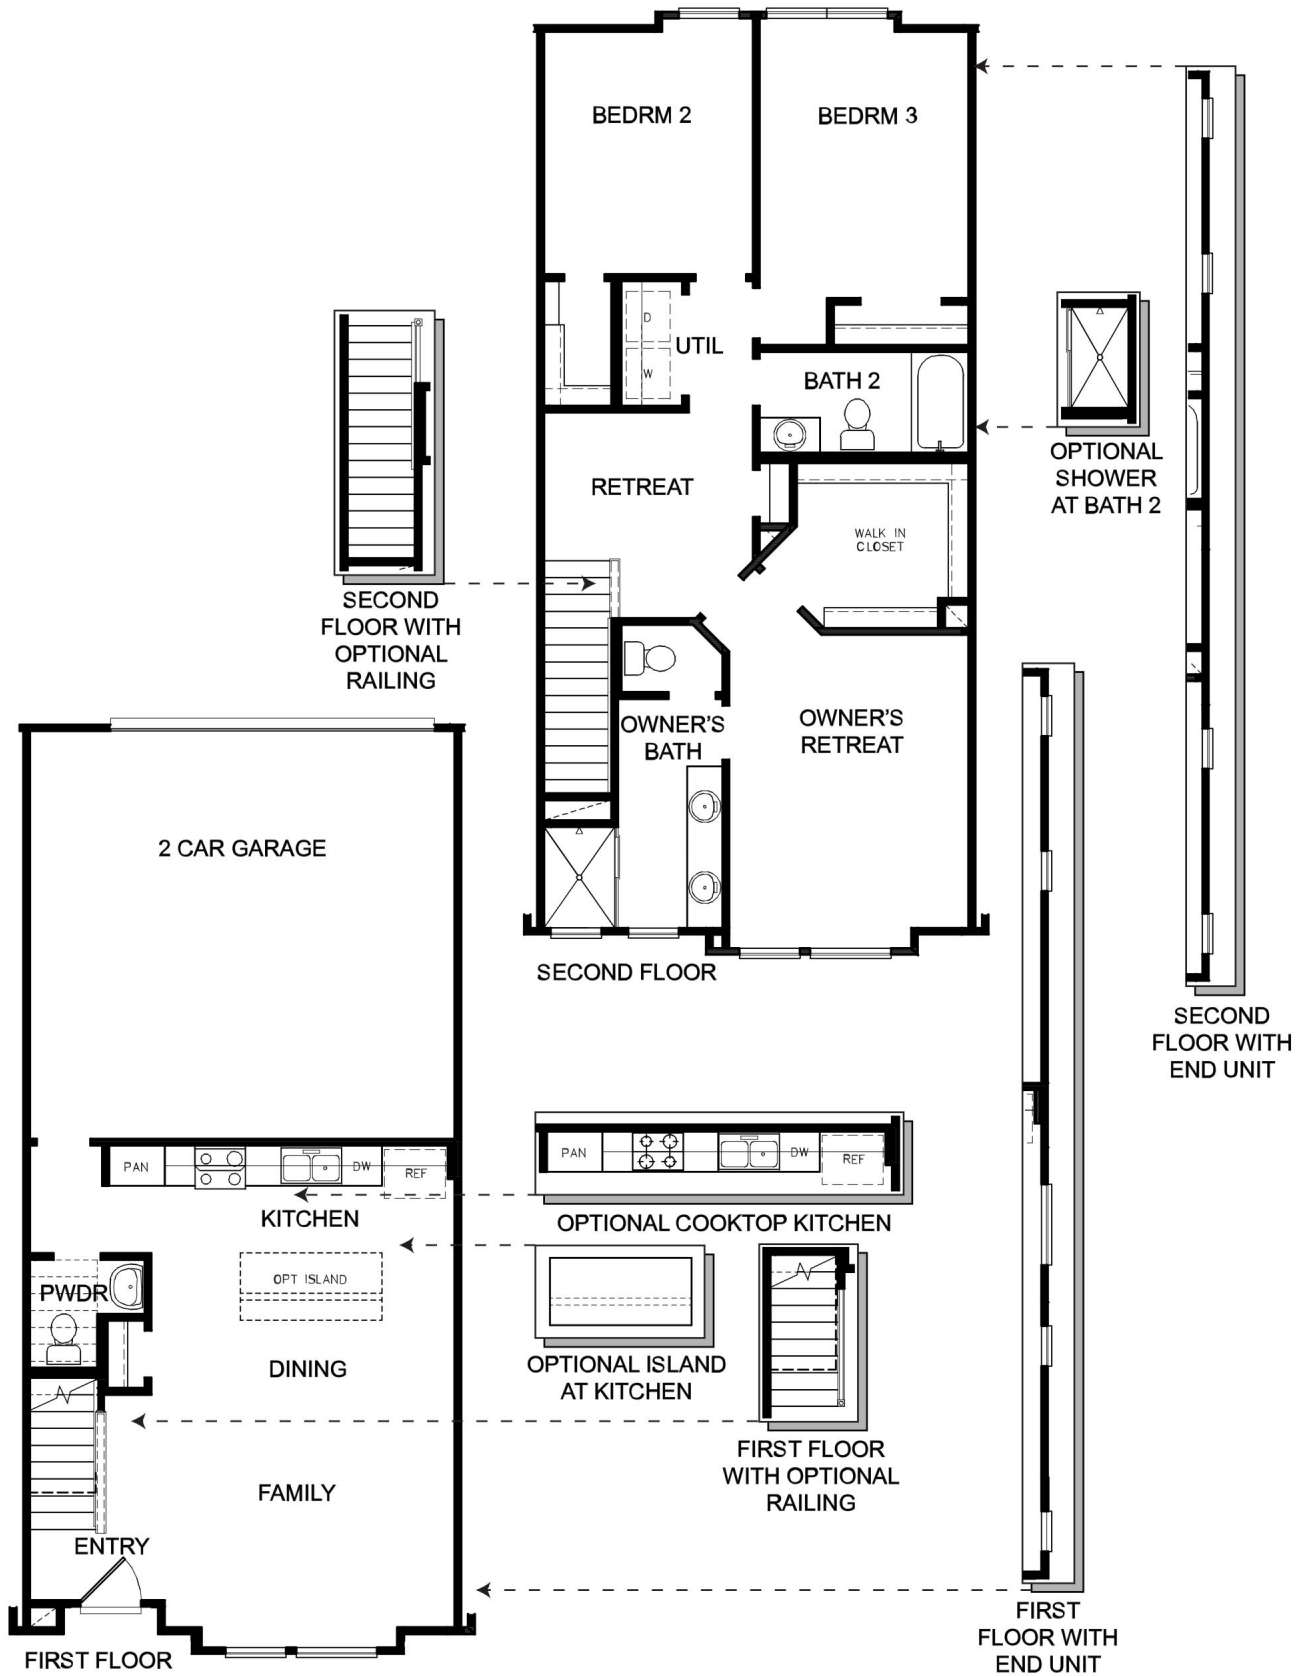 BEDRM 2
BEDRM 3
D
UTIL
W
BATH 2
RETREAT
WALK IN
CLOSET
OWNER'S
BATH
OWNER'S
RETREAT
SECOND FLOOR
SECOND
FLOOR WITH
OPTIONAL
RAILING
OPTIONAL
SHOWER
AT BATH 2
SECOND
FLOOR WITH
END UNIT
2 CAR GARAGE
PAN
DW
REF
KITCHEN
OPT ISLAND
PWDR
DINING
FAMILY
ENTRY
FIRST FLOOR
PAN
DW
REF
OPTIONAL COOKTOP KITCHEN
OPTIONAL ISLAND
AT KITCHEN
FIRST FLOOR
WITH OPTIONAL
RAILING
FIRST
FLOOR WITH
END UNIT